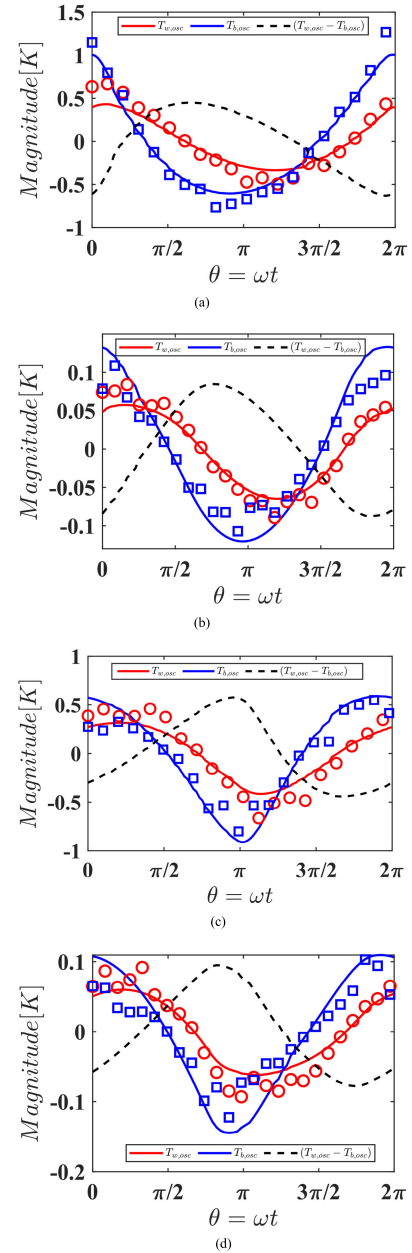 T_{w,osc} T_{b,osc} (T_{w,osc} − T_{b,osc})
Magnitude[K]
1
0.5
0
-0.5
-1
0 π/2 π 3π/2 2π
θ = ωt
(a)
T_{w,osc} T_{b,osc} (T_{w,osc} − T_{b,osc})
Magnitude[K]
0.1
0.05
0
-0.05
-0.1
0 π/2 π 3π/2 2π
θ = ωt
(b)
T_{w,osc} T_{b,osc} (T_{w,osc} − T_{b,osc})
Magnitude[K]
1
0.5
0
-0.5
-1
0 π/2 π 3π/2 2π
θ = ωt
(c)
Magnitude[K]
0.1
0
-0.1
-0.2
T_{w,osc} T_{b,osc} (T_{w,osc} − T_{b,osc})
0 π/2 π 3π/2 2π
θ = ωt
(d)